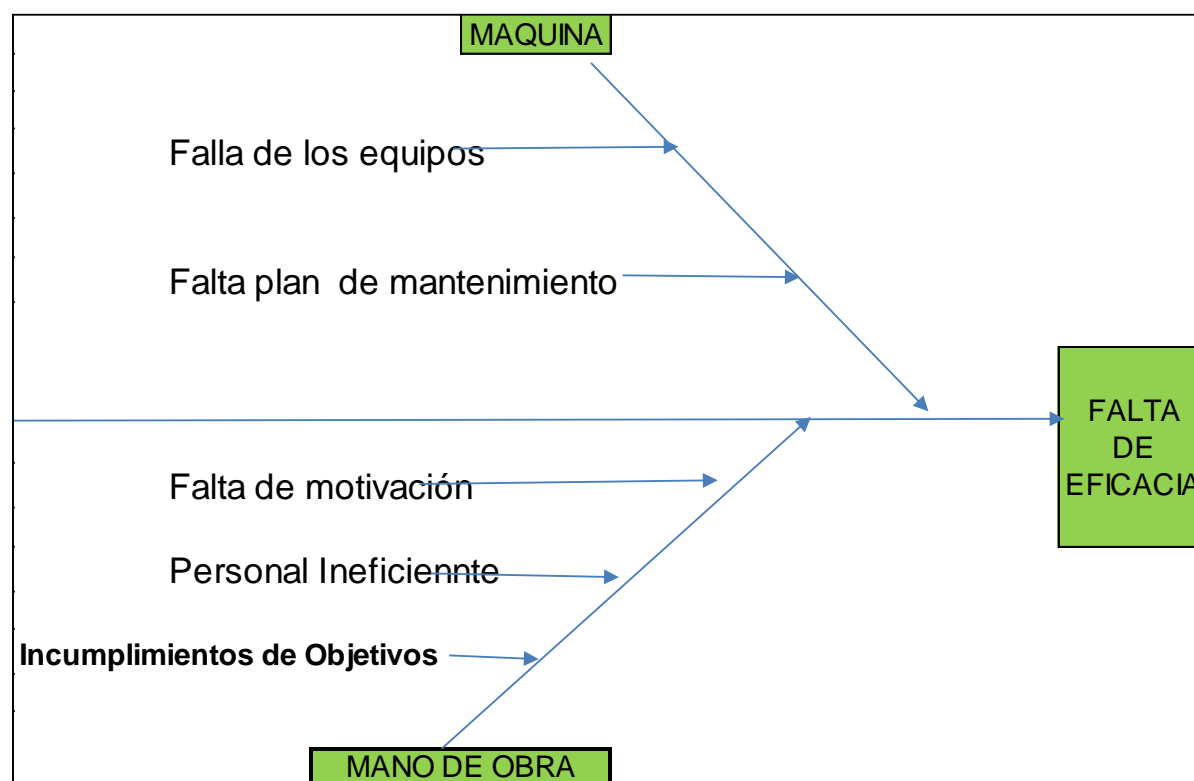 MAQUINA
Falla de los equipos
Falta plan de mantenimiento
FALTA
DE
EFICACIA
Falta de motivación
Personal Ineficiennte
Incumplimientos de Objetivos
MANO DE OBRA